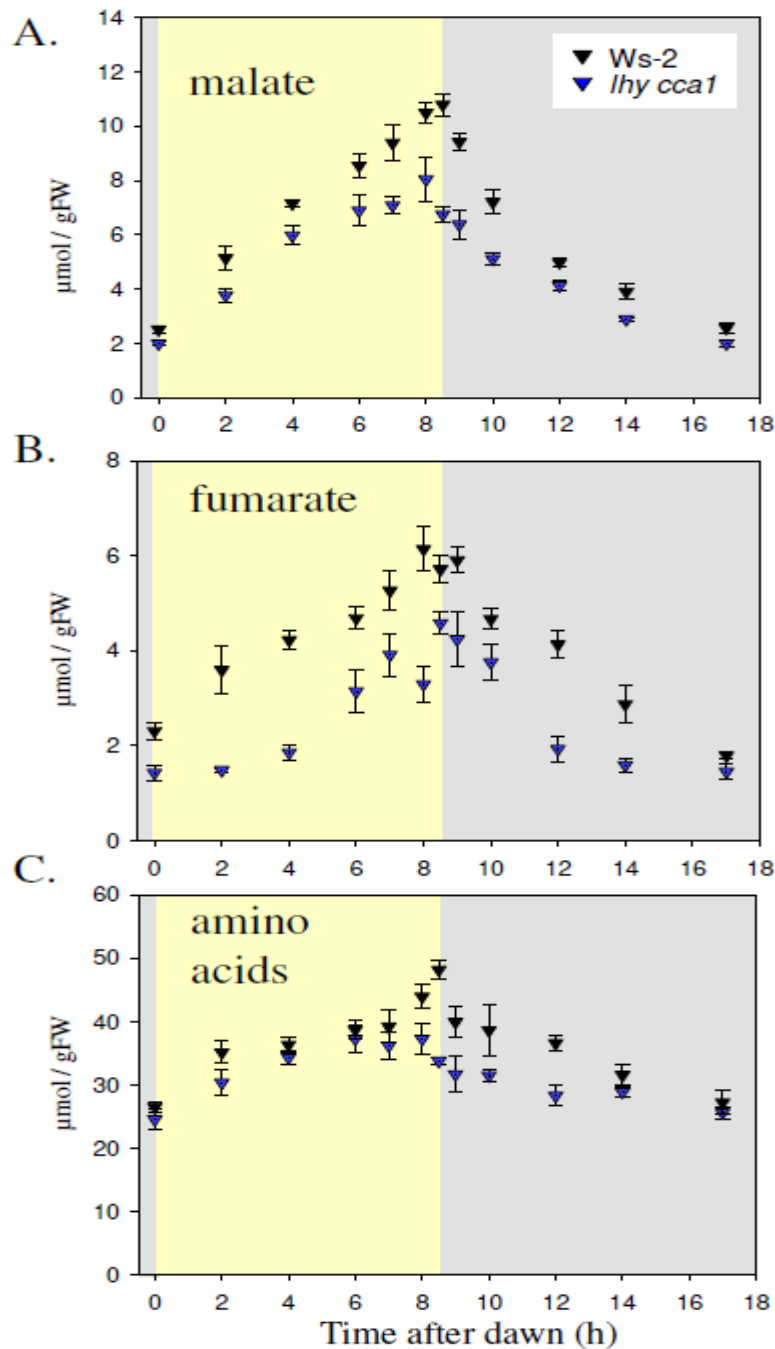 A.
14
12
10
8
6
4
2
0
malate
Ws-2
lhy cca1
µmol / gFW
0 2 4 6 8 10 12 14 16 18
B.
8
6
4
2
0
fumarate
µmol / gFW
0 2 4 6 8 10 12 14 16 18
C.
60
50
40
30
20
10
0
amino
acids
µmol / gFW
0 2 4 6 8 10 12 14 16 18
Time after dawn (h)